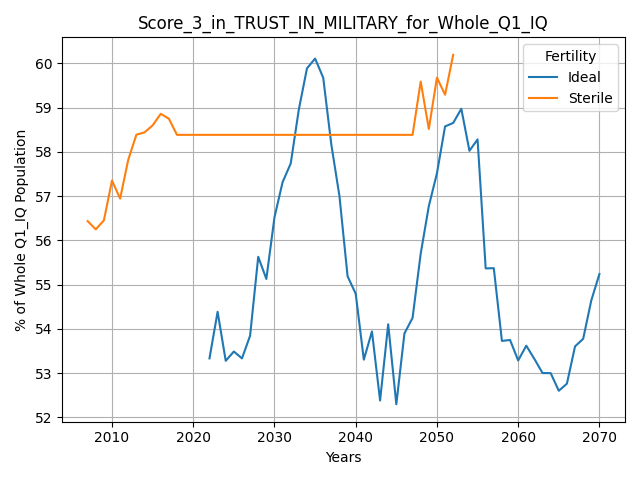 Score_3_in_TRUST_IN_MILITARY_for_Whole_Q1_IQ
% of Whole Q1_IQ Population
60
59
58
57
56
55
54
53
52
2010
2020
2030
2040
2050
2060
2070
Years
Fertility
Ideal
Sterile